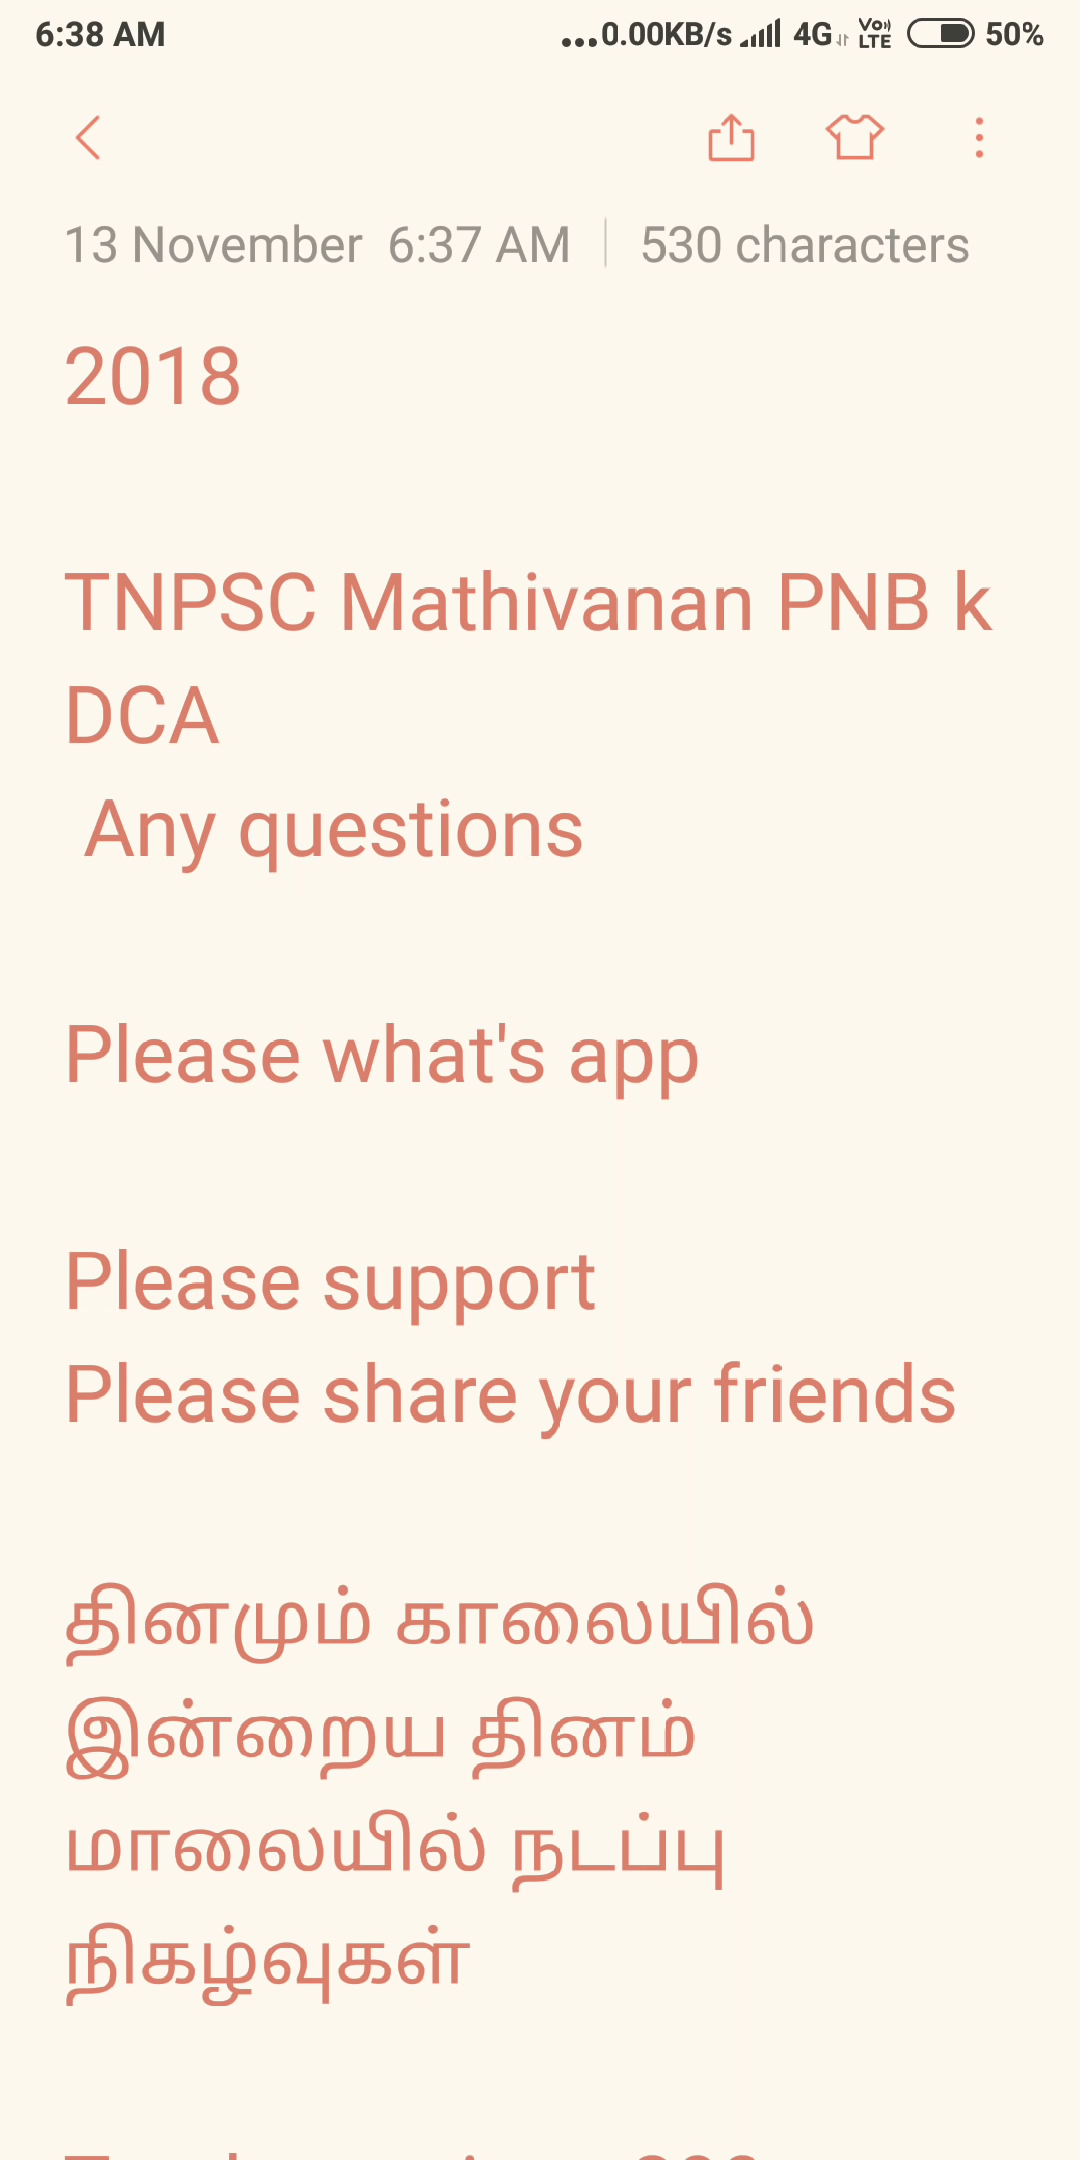 6:38 AM ...0.00KB/s 4G VoLTE 50%
13 November 6:37 AM | 530 characters
2018
TNPSC Mathivanan PNB k
DCA
Any questions
Please what's app
Please support
Please share your friends
தினமும் காலையில்
இன்றைய தினம்
மாலையில் நடப்பு
நிகழ்வுகள்